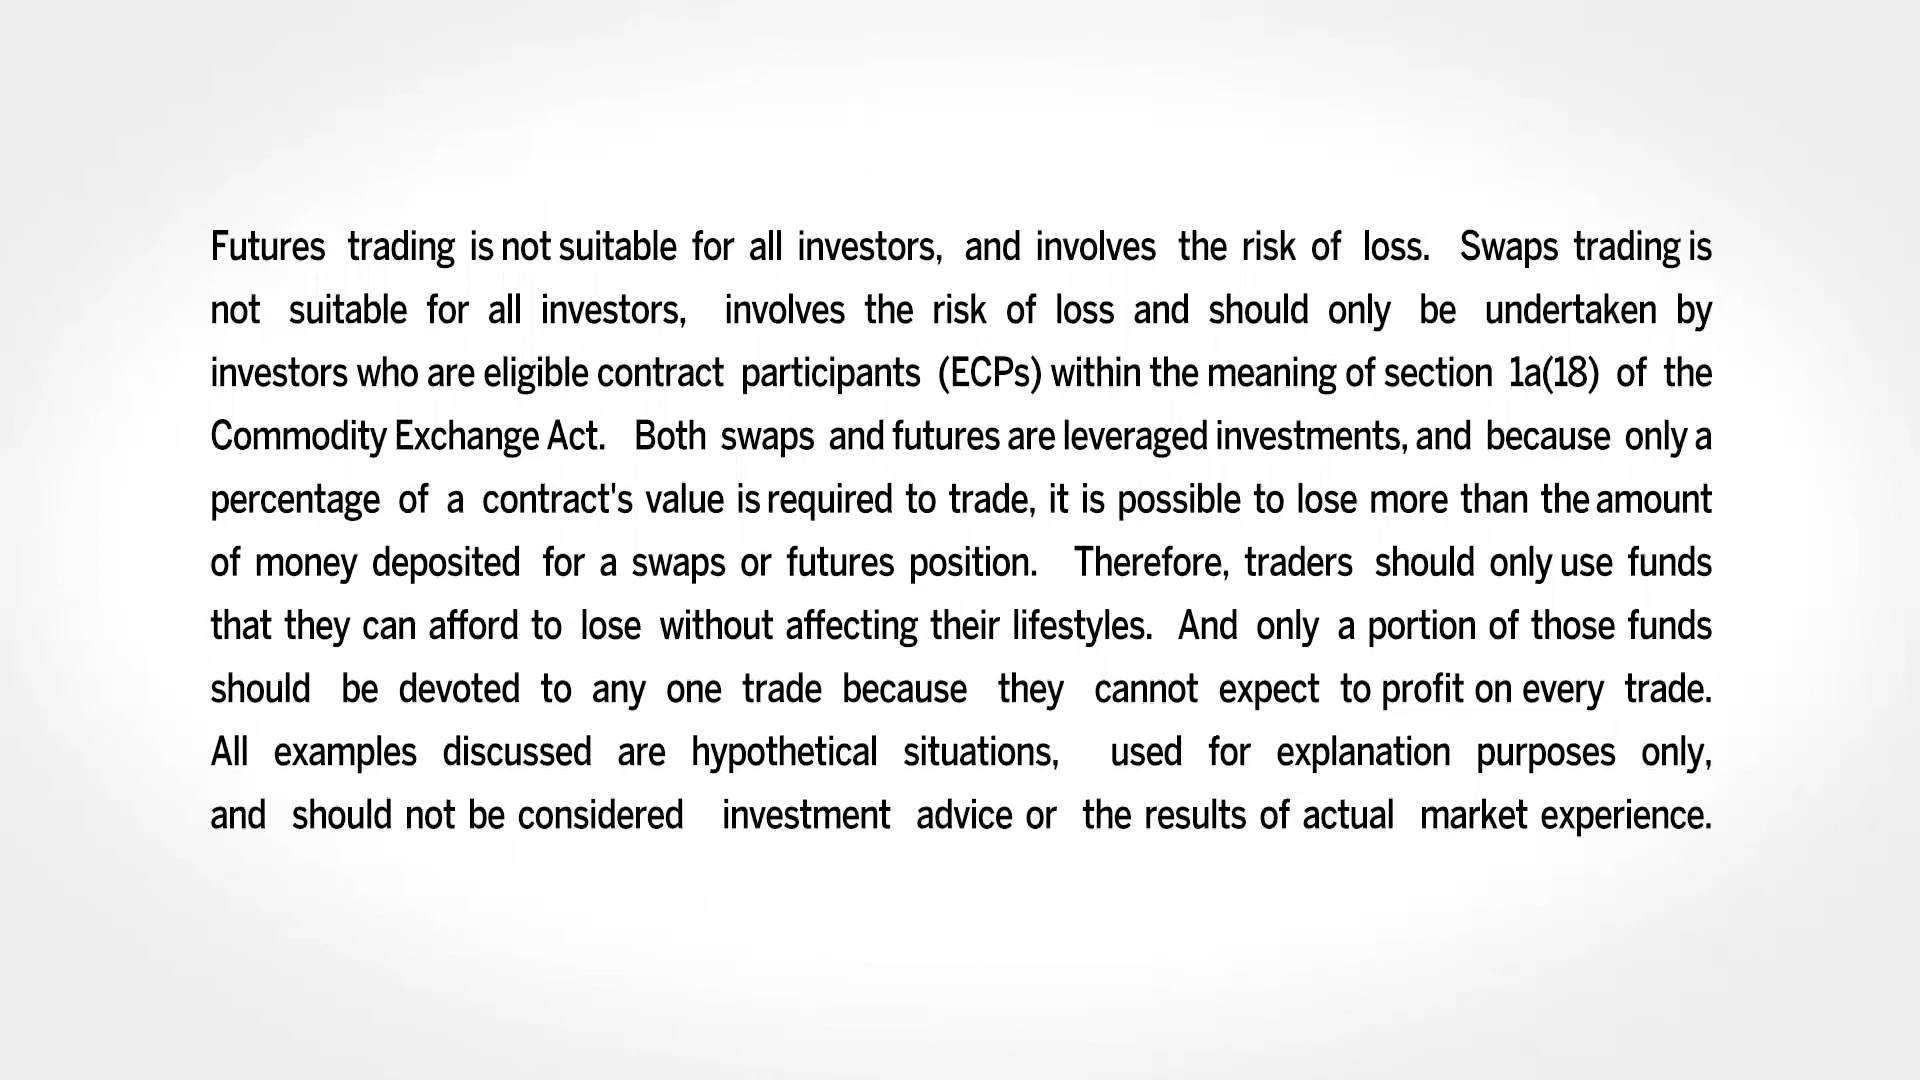 Futures trading is not suitable for all investors, and involves the risk of loss. Swaps trading is
not suitable for all investors, involves the risk of loss and should only be undertaken by
investors who are eligible contract participants (ECPs) within the meaning of section 1a(18) of the
Commodity Exchange Act. Both swaps and futures are leveraged investments, and because only a
percentage of a contract's value is required to trade, it is possible to lose more than the amount
of money deposited for a swaps or futures position. Therefore, traders should only use funds
that they can afford to lose without affecting their lifestyles. And only a portion of those funds
should be devoted to any one trade because they cannot expect to profit on every trade.
All examples discussed are hypothetical situations, used for explanation purposes only,
and should not be considered investment advice or the results of actual market experience.